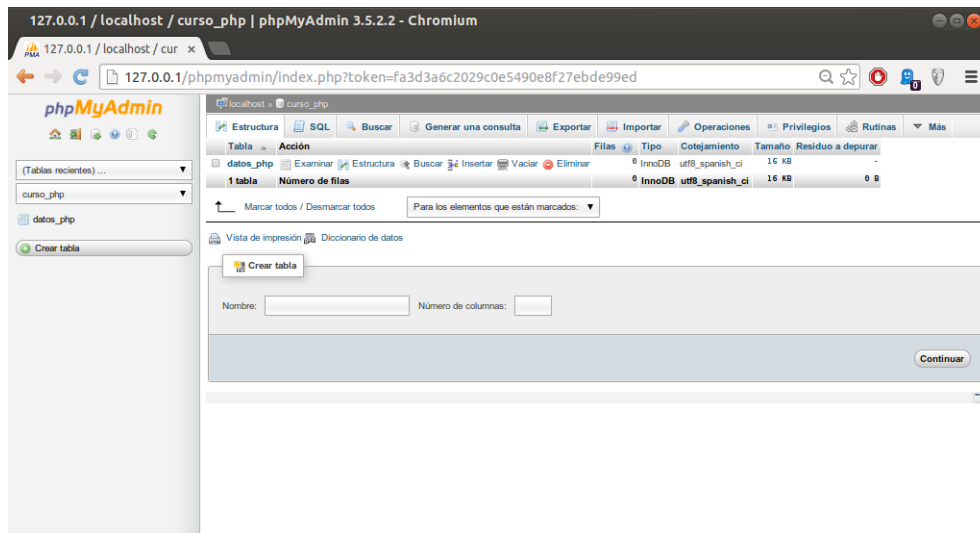 127.0.0.1 / localhost / curso_php | phpMyAdmin 3.5.2.2 - Chromium
PMA 127.0.0.1 / localhost / cur ×
127.0.0.1/phpmyadmin/index.php?token=fa3d3a6c2029c0e5490e8f27ebde99ed
0
phpMyAdmin
(Tablas recientes) ...
curso_php
datos_php
Crear tabla
localhost » curso_php
Estructura SQL Buscar Generar una consulta Exportar Importar Operaciones Privilegios Rutinas Más
Tabla Acción Filas Tipo Cotejamiento Tamaño Residuo a depurar
datos_php Examinar Estructura Buscar Insertar Vaciar Eliminar 6 InnoDB utf8_spanish_ci 16 KB -
1 tabla Número de filas 6 InnoDB utf8_spanish_ci 16 KB 0 B
Marcar todos / Desmarcar todos Para los elementos que están marcados:
Vista de impresión Diccionario de datos
Crear tabla
Nombre: Número de columnas:
Continuar